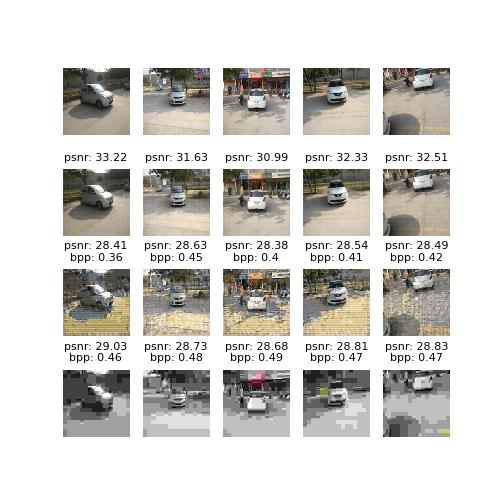 psnr: 33.22 psnr: 31.63 psnr: 30.99 psnr: 32.33 psnr: 32.51
psnr: 28.41 psnr: 28.63 psnr: 28.38 psnr: 28.54 psnr: 28.49
bpp: 0.36 bpp: 0.45 bpp: 0.4 bpp: 0.41 bpp: 0.42
psnr: 29.03 psnr: 28.73 psnr: 28.68 psnr: 28.81 psnr: 28.83
bpp: 0.46 bpp: 0.48 bpp: 0.49 bpp: 0.47 bpp: 0.47